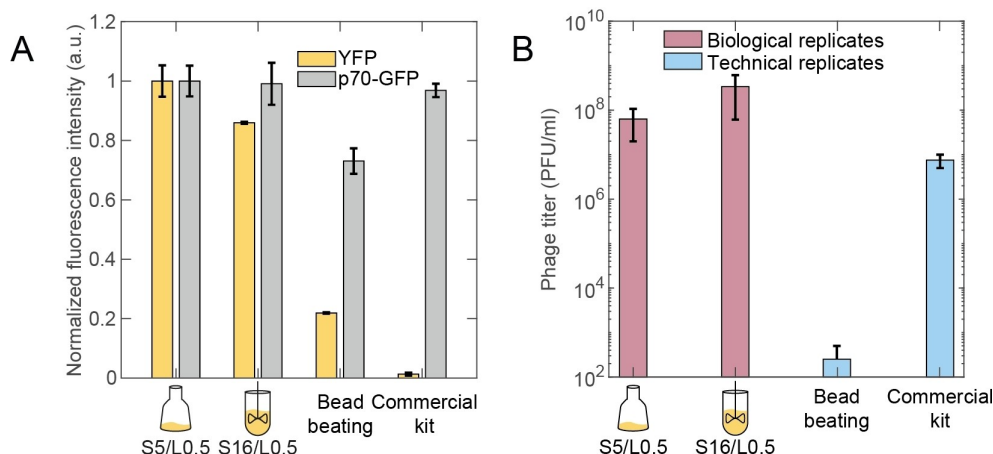 A
Normalized fluorescence intensity (a.u.)
1.2
1
0.8
0.6
0.4
0.2
0
YFP
p70-GFP
S5/L0.5
S16/L0.5
Bead
beating
Commercial
kit
B
Phage titer (PFU/ml)
10^10
10^8
10^6
10^4
10^2
Biological replicates
Technical replicates
S5/L0.5
S16/L0.5
Bead
beating
Commercial
kit